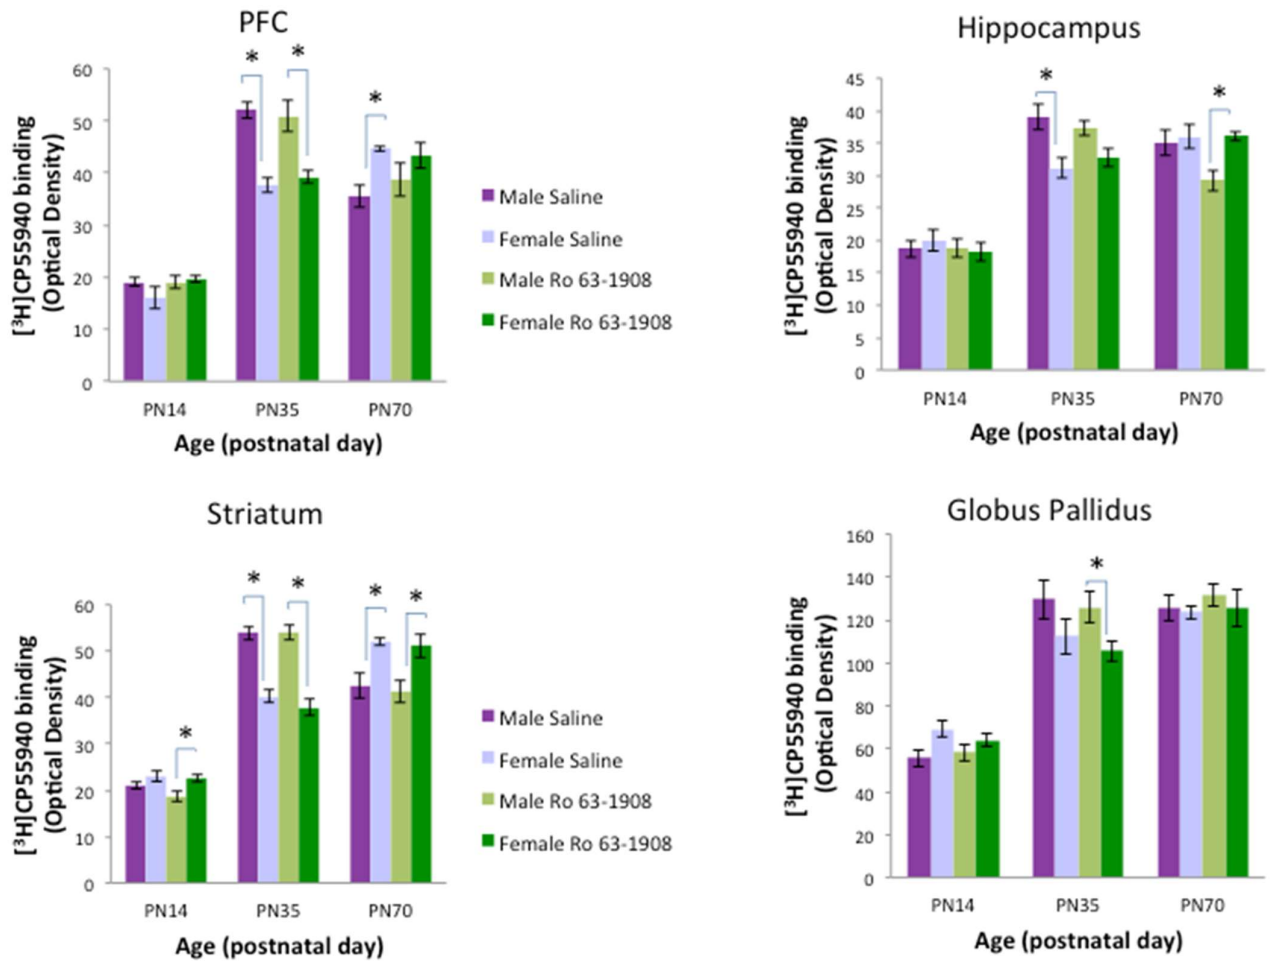 PFC
[³H]CP55940 binding
(Optical Density)
60
50
40
30
20
10
0
*
*
*
PN14 PN35 PN70
Age (postnatal day)
Male Saline
Female Saline
Male Ro 63-1908
Female Ro 63-1908
Hippocampus
[³H]CP55940 binding
(Optical Density)
45
40
35
30
25
20
15
10
5
0
*
*
PN14 PN35 PN70
Age (postnatal day)
Striatum
[³H]CP55940 binding
(Optical Density)
60
50
40
30
20
10
0
*
*
*
*
*
PN14 PN35 PN70
Age (postnatal day)
Male Saline
Female Saline
Male Ro 63-1908
Female Ro 63-1908
Globus Pallidus
[³H]CP55940 binding
(Optical Density)
160
140
120
100
80
60
40
20
0
*
PN14 PN35 PN70
Age (postnatal day)